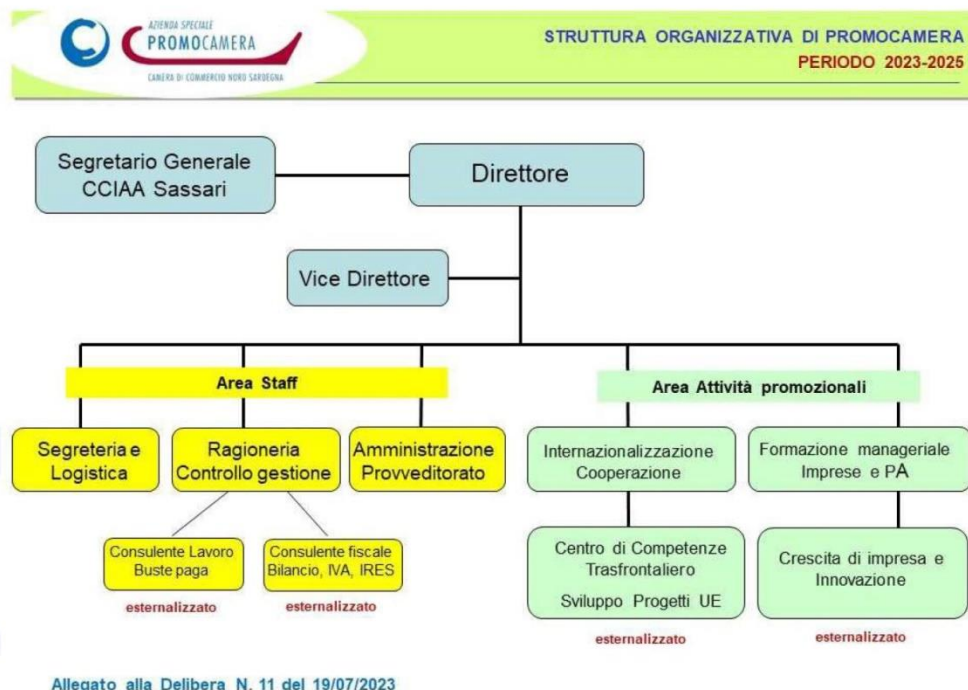 AZIENDA SPECIALE
PROMOCAMERA
CAMERA DI COMMERCIO NORD SARDEGNA
STRUTTURA ORGANIZZATIVA DI PROMOCAMERA
PERIODO 2023-2025
Segretario Generale
CCIAA Sassari
Direttore
Vice Direttore
Area Staff
Area Attività promozionali
Segreteria e
Logistica
Ragioneria
Controllo gestione
Amministrazione
Provveditorato
Internazionalizzazione
Cooperazione
Formazione manageriale
Imprese e PA
Consulente Lavoro
Buste paga
esternalizzato
Consulente fiscale
Bilancio, IVA, IRES
esternalizzato
Centro di Competenze
Trasfrontaliero
Sviluppo Progetti UE
esternalizzato
Crescita di impresa e
Innovazione
esternalizzato
Allegato alla Delibera N. 11 del 19/07/2023